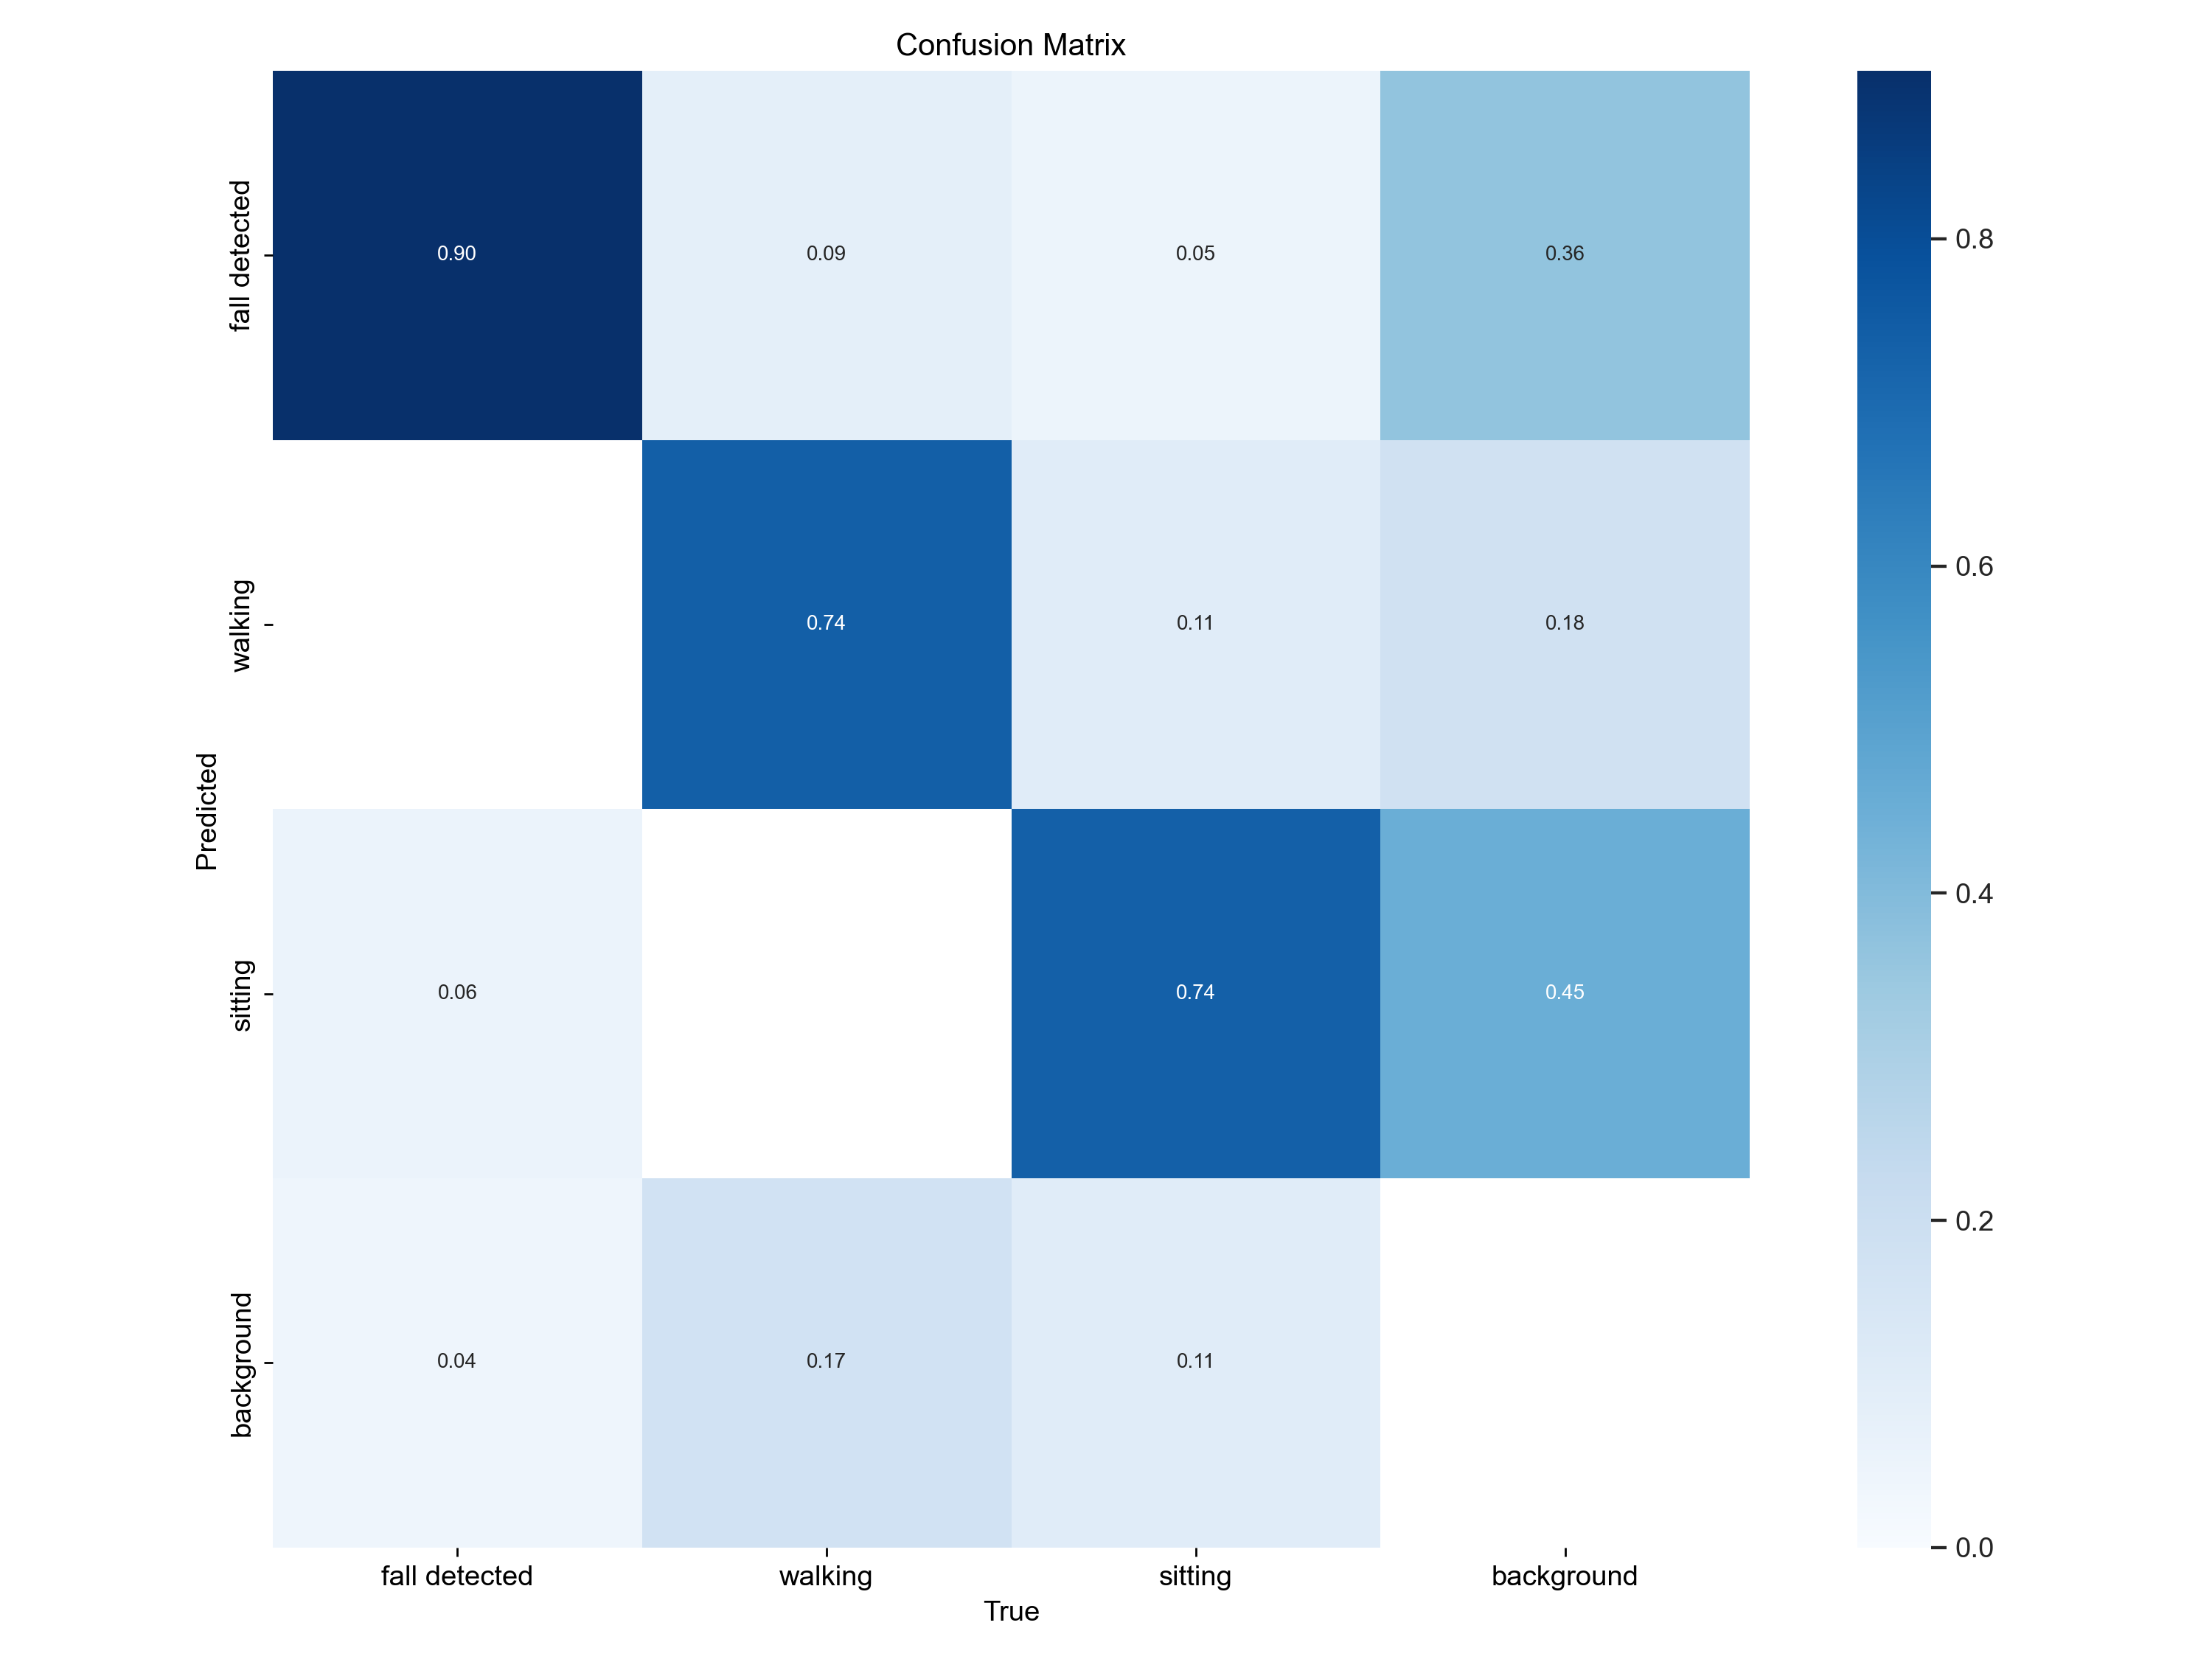 Confusion Matrix
fall detected
0.90
0.09
0.05
0.36
0.8
walking
0.74
0.11
0.18
0.6
Predicted
sitting
0.06
0.74
0.45
0.4
background
0.04
0.17
0.11
0.2
0.0
fall detected
walking
sitting
background
True